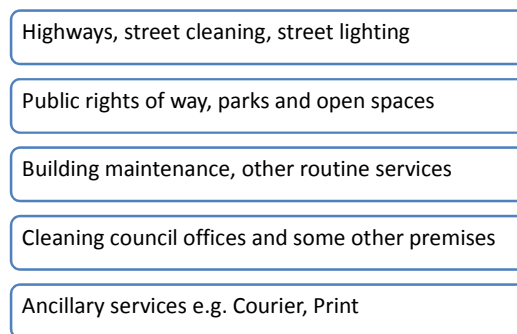 Highways, street cleaning, street lighting
Public rights of way, parks and open spaces
Building maintenance, other routine services
Cleaning council offices and some other premises
Ancillary services e.g. Courier, Print